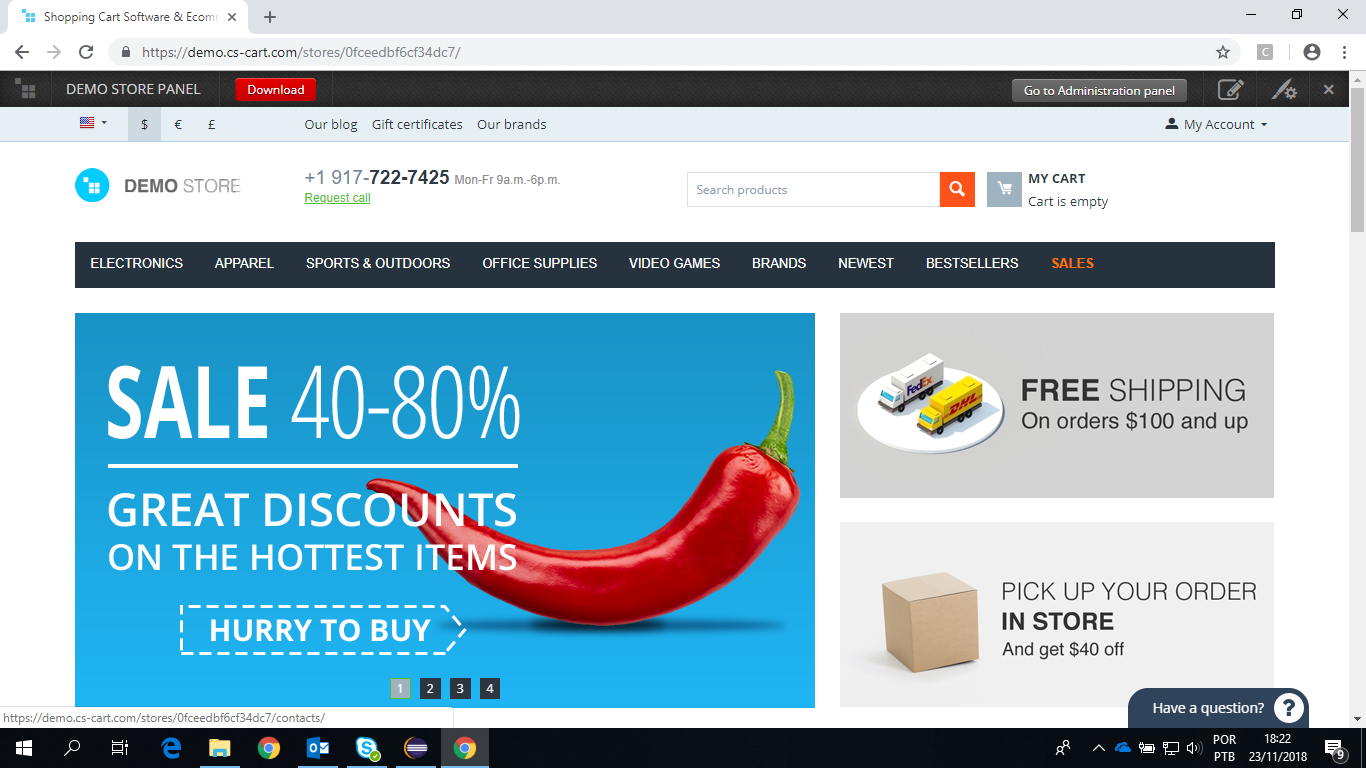 Shopping Cart Software & Ecom
https://demo.cs-cart.com/stores/0fceedbf6cf34dc7/
C
DEMO STORE PANEL
Download
Go to Administration panel
$ € £
Our blog Gift certificates Our brands
My Account
DEMO STORE
+1 917-722-7425 Mon-Fr 9a.m.-6p.m.
Request call
Search products
MY CART
Cart is empty
ELECTRONICS APPAREL SPORTS & OUTDOORS OFFICE SUPPLIES VIDEO GAMES BRANDS NEWEST BESTSELLERS SALES
SALE 40-80%
GREAT DISCOUNTS
ON THE HOTTEST ITEMS
HURRY TO BUY
1 2 3 4
FedEx
DHL
FREE SHIPPING
On orders $100 and up
PICK UP YOUR ORDER
IN STORE
And get $40 off
Have a question? ?
https://demo.cs-cart.com/stores/0fceedbf6cf34dc7/contacts/
POR
PTB
18:22
23/11/2018
9